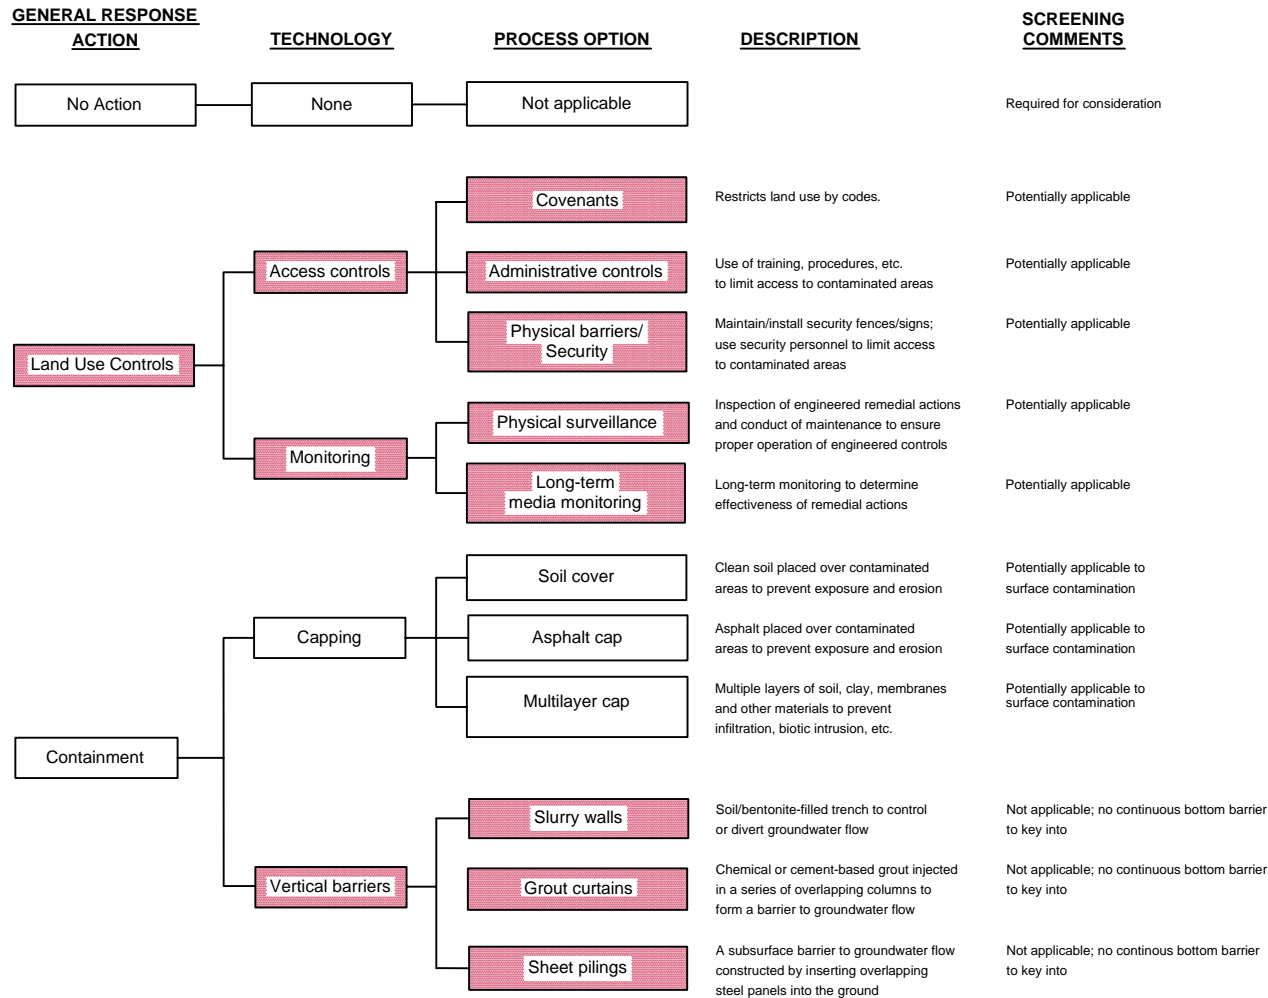 GENERAL RESPONSE
ACTION
TECHNOLOGY
PROCESS OPTION
DESCRIPTION
SCREENING
COMMENTS
No Action
None
Not applicable
Required for consideration
Land Use Controls
Access controls
Covenants
Restricts land use by codes.
Potentially applicable
Administrative controls
Use of training, procedures, etc.
to limit access to contaminated areas
Potentially applicable
Physical barriers/
Security
Maintain/install security fences/signs;
use security personnel to limit access
to contaminated areas
Potentially applicable
Monitoring
Physical surveillance
Inspection of engineered remedial actions
and conduct of maintenance to ensure
proper operation of engineered controls
Potentially applicable
Long-term
media monitoring
Long-term monitoring to determine
effectiveness of remedial actions
Potentially applicable
Containment
Capping
Soil cover
Clean soil placed over contaminated
areas to prevent exposure and erosion
Potentially applicable to
surface contamination
Asphalt cap
Asphalt placed over contaminated
areas to prevent exposure and erosion
Potentially applicable to
surface contamination
Multilayer cap
Multiple layers of soil, clay, membranes
and other materials to prevent
infiltration, biotic intrusion, etc.
Potentially applicable to
surface contamination
Vertical barriers
Slurry walls
Soil/bentonite-filled trench to control
or divert groundwater flow
Not applicable; no continuous bottom barrier
to key into
Grout curtains
Chemical or cement-based grout injected
in a series of overlapping columns to
form a barrier to groundwater flow
Not applicable; no continuous bottom barrier
to key into
Sheet pilings
A subsurface barrier to groundwater flow
constructed by inserting overlapping
steel panels into the ground
Not applicable; no continous bottom barrier
to key into